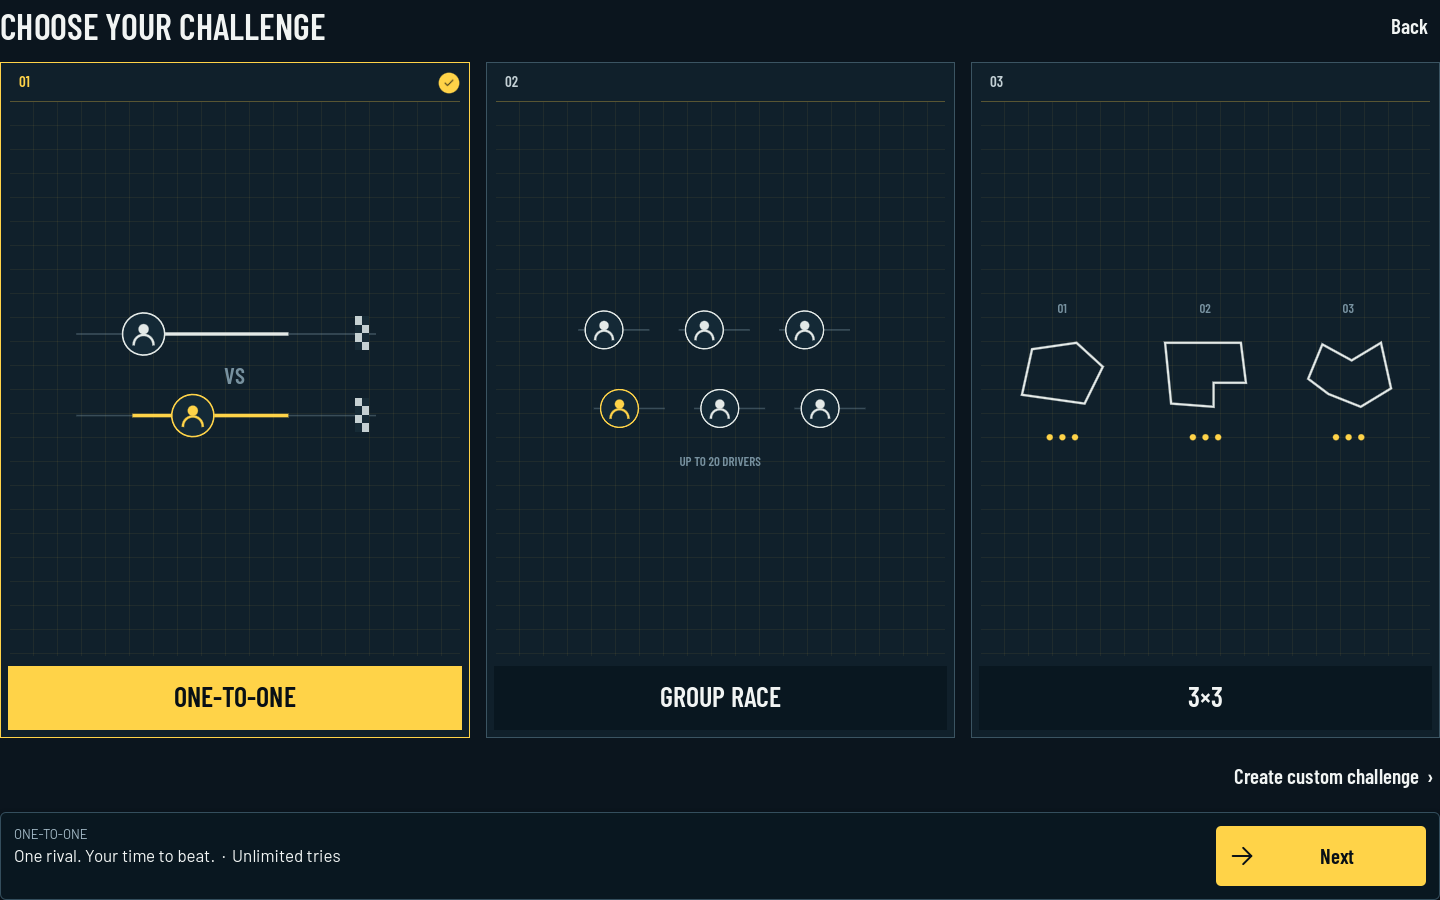 CHOOSE YOUR CHALLENGE
Back
01
02
03
VS
UP TO 20 DRIVERS
01
02
03
ONE-TO-ONE
GROUP RACE
3×3
Create custom challenge ›
ONE-TO-ONE
One rival. Your time to beat. · Unlimited tries
Next